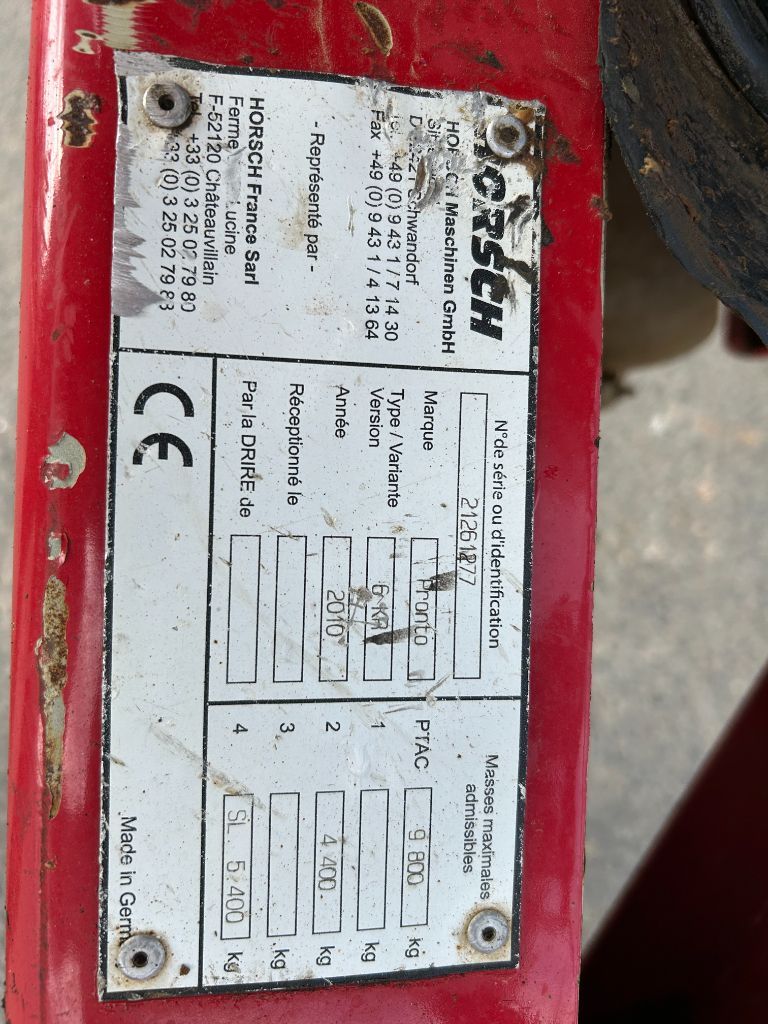 HORSCH
HORSCH Maschinen GmbH
Schwandorf
+49 (0) 9 43 1 / 7 14 30
Fax +49 (0) 9 43 1 / 4 13 64
- Représenté par -
HORSCH France Sarl
Ferme Lucine
F-52120 Châteauvillain
+33 (0) 3 25 02 79 80
+33 (0) 3 25 02 79 83
N°de série ou d'identification
Marque Pronto
Type / Variante
Version
Année 2010
Réceptionné le
Par la DRIRE de
Masses maximales
admissibles
PTAC 9.800 kg
1 kg
2 4.400 kg
3 kg
4 SL 5.400 kg
CE
Made in Germ